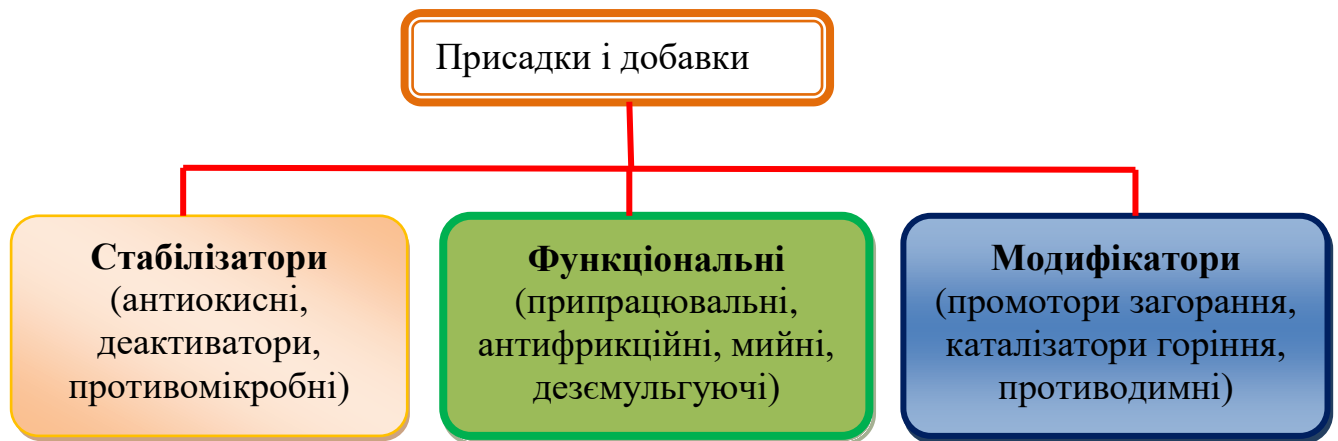 Присадки і добавки
Стабілізатори
(антиокисні,
деактиватори,
противомікробні)
Функціональні
(припрацювальні,
антифрикційні, мийні,
дезємульгуючі)
Модифікатори
(промотори загорання,
каталізатори горіння,
противодимні)